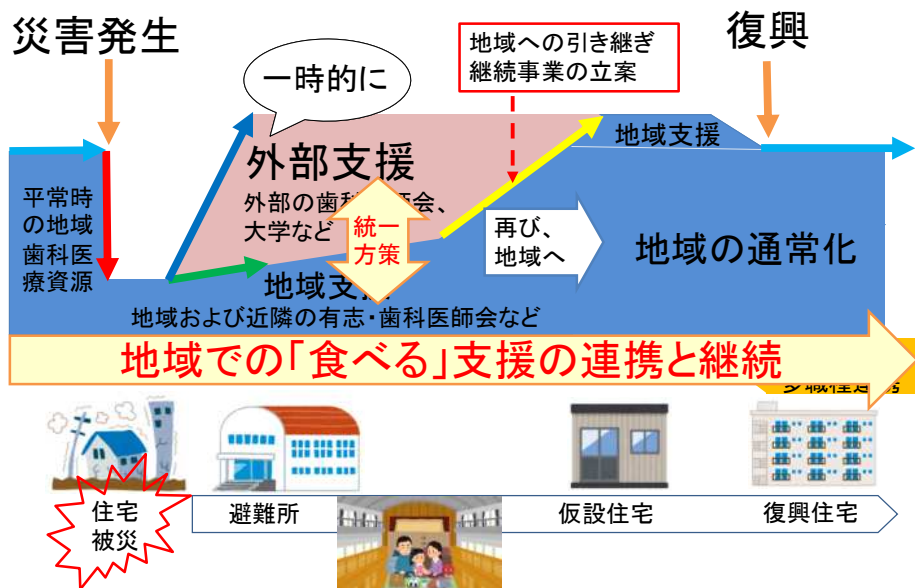 災害発生
復興
地域への引き継ぎ
継続事業の立案
一時的に
地域支援
外部支援
外部の歯科　師会、
大学など
統一
方策
平常時
の地域
歯科医
療資源
再び、
地域へ
地域の通常化
地域支
地域および近隣の有志・歯科医師会など
地域での「食べる」支援の連携と継続
住宅
被災
避難所
仮設住宅
復興住宅